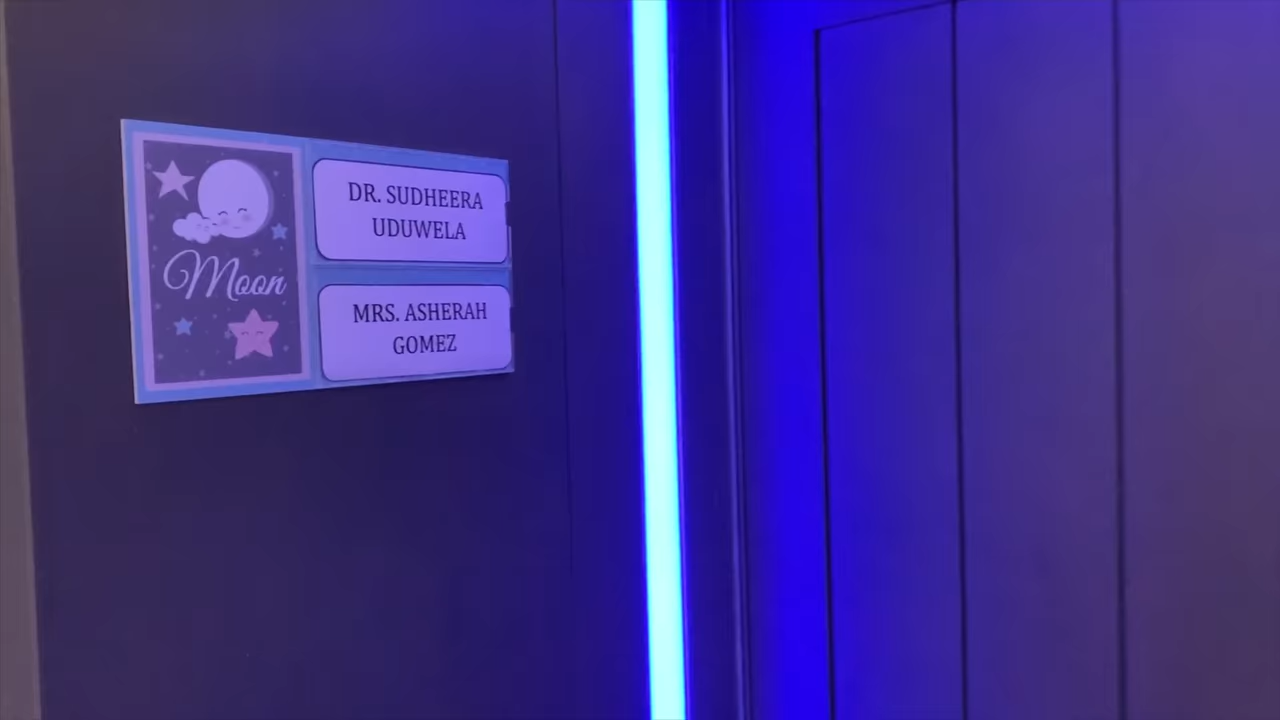 Moon
DR. SUDHEERA
UDUWELA
MRS. ASHERAH
GOMEZ